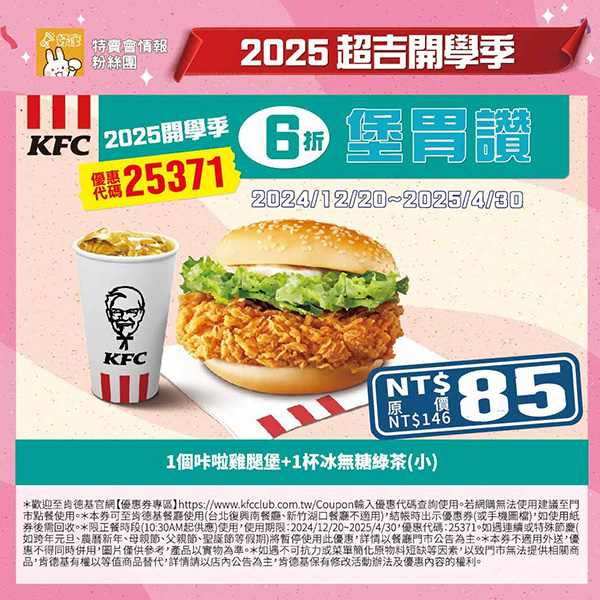 好康
特賣會情報
粉絲團
2025 超吉開學季
KFC
2025開學季
6折
堡胃讚
優惠
代碼 25371
2024/12/20~2025/4/30
KFC
NT$ 85
原價
NT$146
1個咔啦雞腿堡+1杯冰無糖綠茶(小)
＊歡迎至肯德基官網【優惠券專區】https://www.kfcclub.com.tw/Coupon輸入優惠代碼查詢使用。若網購無法使用建議至門
市點餐使用。＊本券可至肯德基餐廳使用(台北復興南餐廳、新竹湖口餐廳不適用)，結帳時出示優惠券(或手機圖檔)，如使用紙
券後需回收。＊限正餐時段(10:30AM起供應)使用，使用期限：2024/12/20~2025/4/30，優惠代碼：25371。如遇連續或特殊節慶(
如跨年元旦、農曆新年、母親節、父親節、聖誕節等假期)將暫停使用此優惠，詳情以餐廳門市公告為主。＊本券不適用外送，優
惠不得同時併用，圖片僅供參考，產品以實物為準。＊如遇不可抗力或菜單簡化原物料短缺等因素，以致門市無法提供相關商
品，肯德基有權以等值商品替代，詳情請以店內公告為主，肯德基保有修改活動辦法及優惠內容的權利。